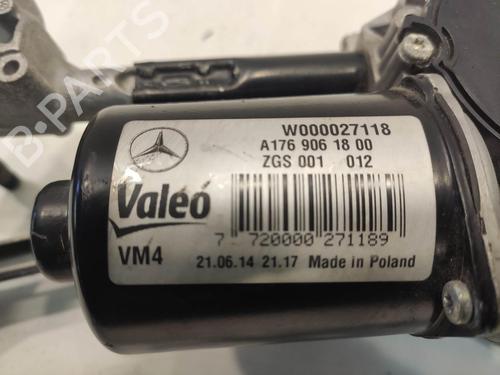 B-PARTS
W000027118
A176 906 18 00
ZGS 001 012
Valeo
7 720000 271189
VM4 21.06.14 21.17 Made in Poland